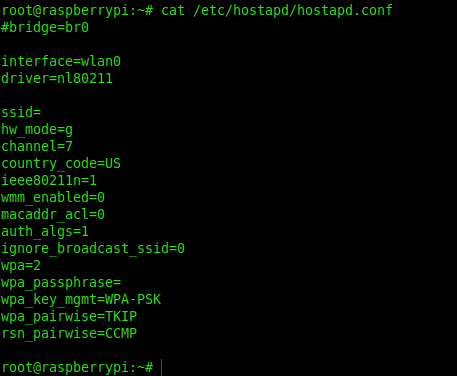 root@raspberrypi:~# cat /etc/hostapd/hostapd.conf
#bridge=br0
interface=wlan0
driver=nl80211
ssid=
hw_mode=g
channel=7
country_code=US
ieee80211n=1
wmm_enabled=0
macaddr_acl=0
auth_algs=1
ignore_broadcast_ssid=0
wpa=2
wpa_passphrase=
wpa_key_mgmt=WPA-PSK
wpa_pairwise=TKIP
rsn_pairwise=CCMP
root@raspberrypi:~#